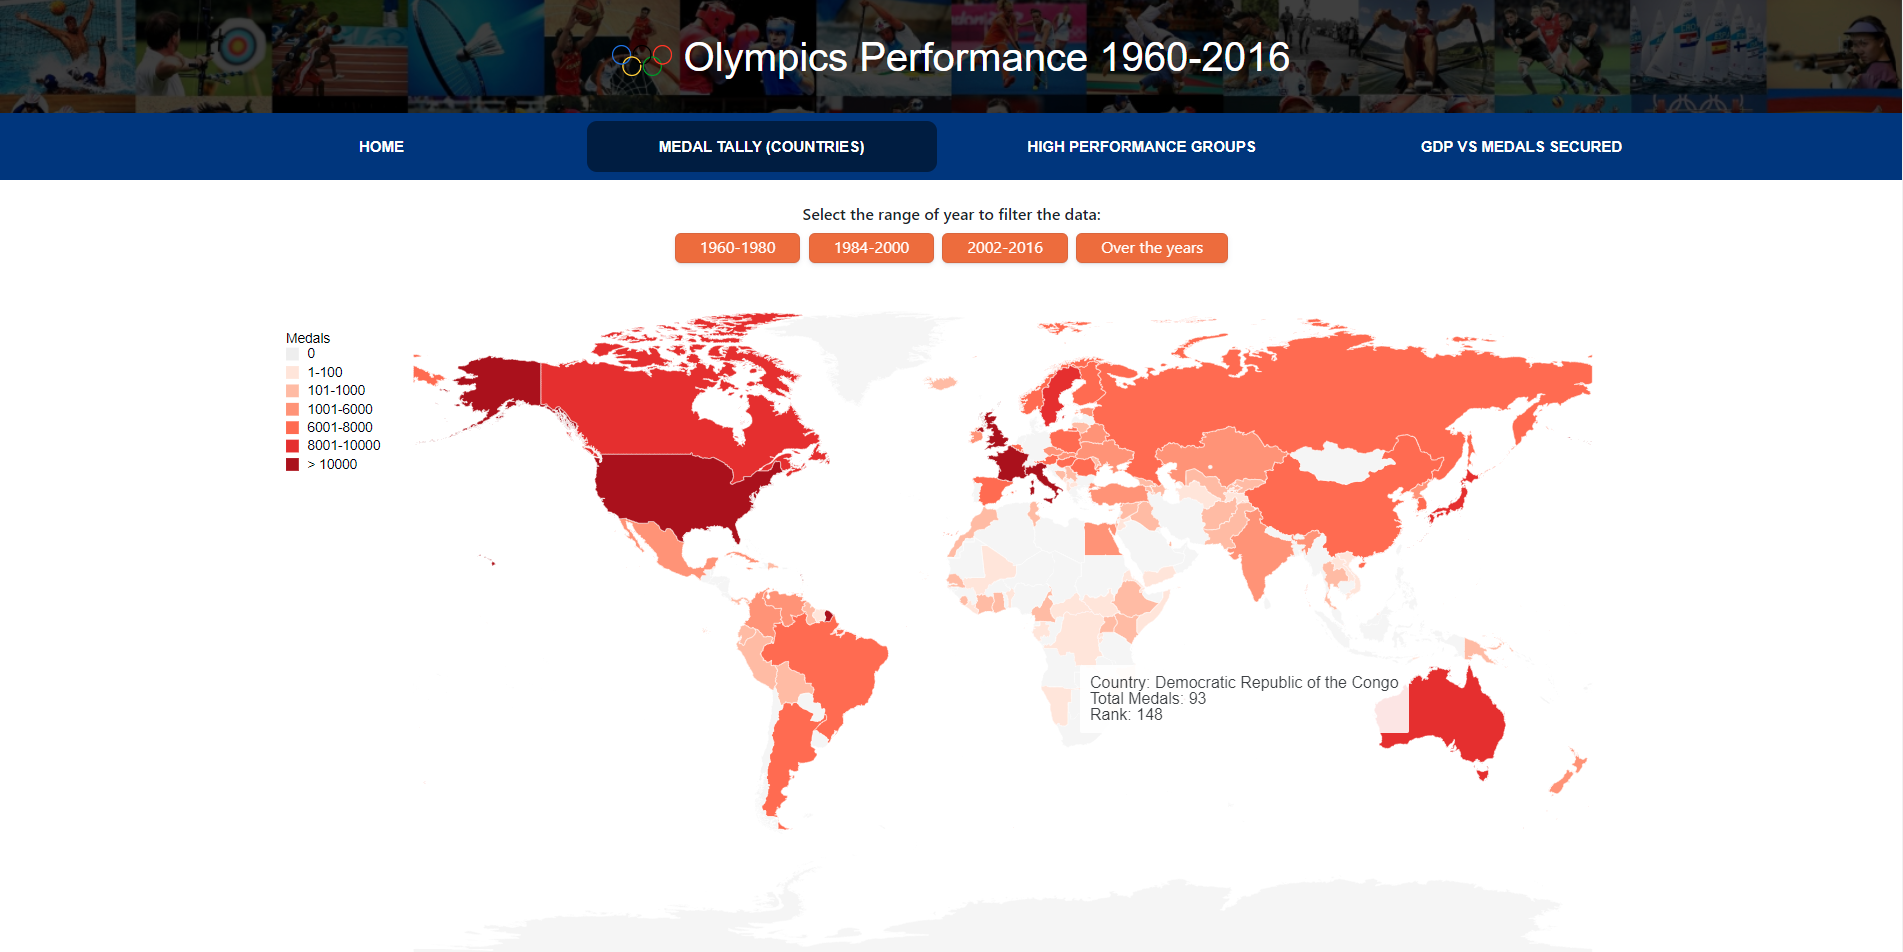 Olympics Performance 1960-2016
HOME
MEDAL TALLY (COUNTRIES)
HIGH PERFORMANCE GROUPS
GDP VS MEDALS SECURED
Select the range of year to filter the data:
1960-1980
1984-2000
2002-2016
Over the years
Medals
0
1-100
101-1000
1001-6000
6001-8000
8001-10000
> 10000
Country: Democratic Republic of the Congo
Total Medals: 93
Rank: 148